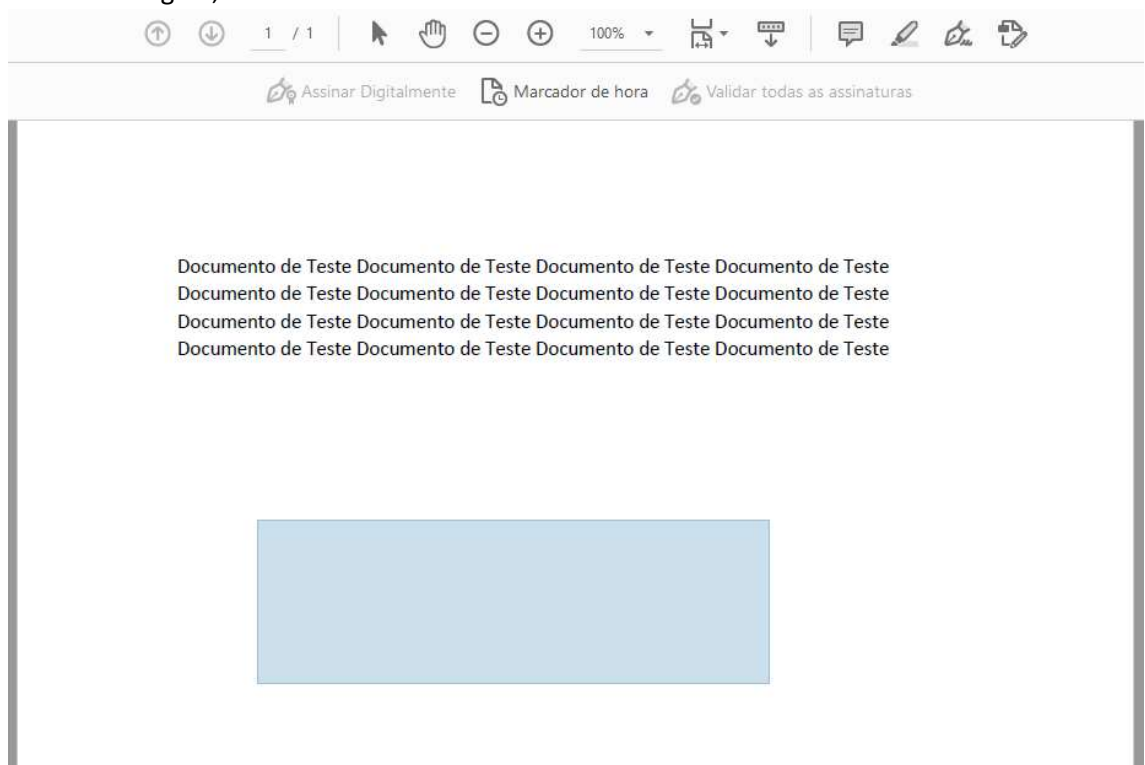 1 / 1 100%
Assinar Digitalmente Marcador de hora Validar todas as assinaturas
Documento de Teste Documento de Teste Documento de Teste Documento de Teste
Documento de Teste Documento de Teste Documento de Teste Documento de Teste
Documento de Teste Documento de Teste Documento de Teste Documento de Teste
Documento de Teste Documento de Teste Documento de Teste Documento de Teste